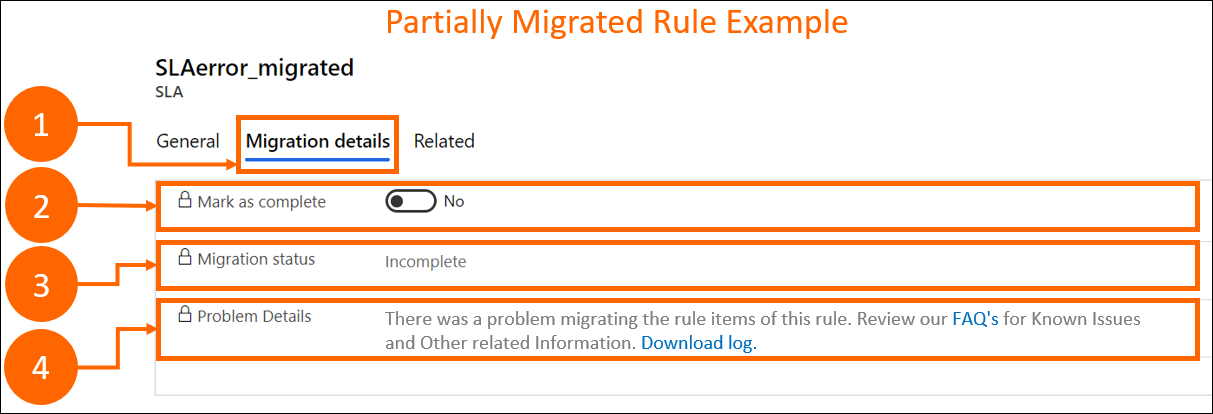 Partially Migrated Rule Example
SLAerror_migrated
SLA
1
General Migration details Related
2
Mark as complete No
3
Migration status Incomplete
4
Problem Details There was a problem migrating the rule items of this rule. Review our FAQ's for Known Issues
and Other related Information. Download log.